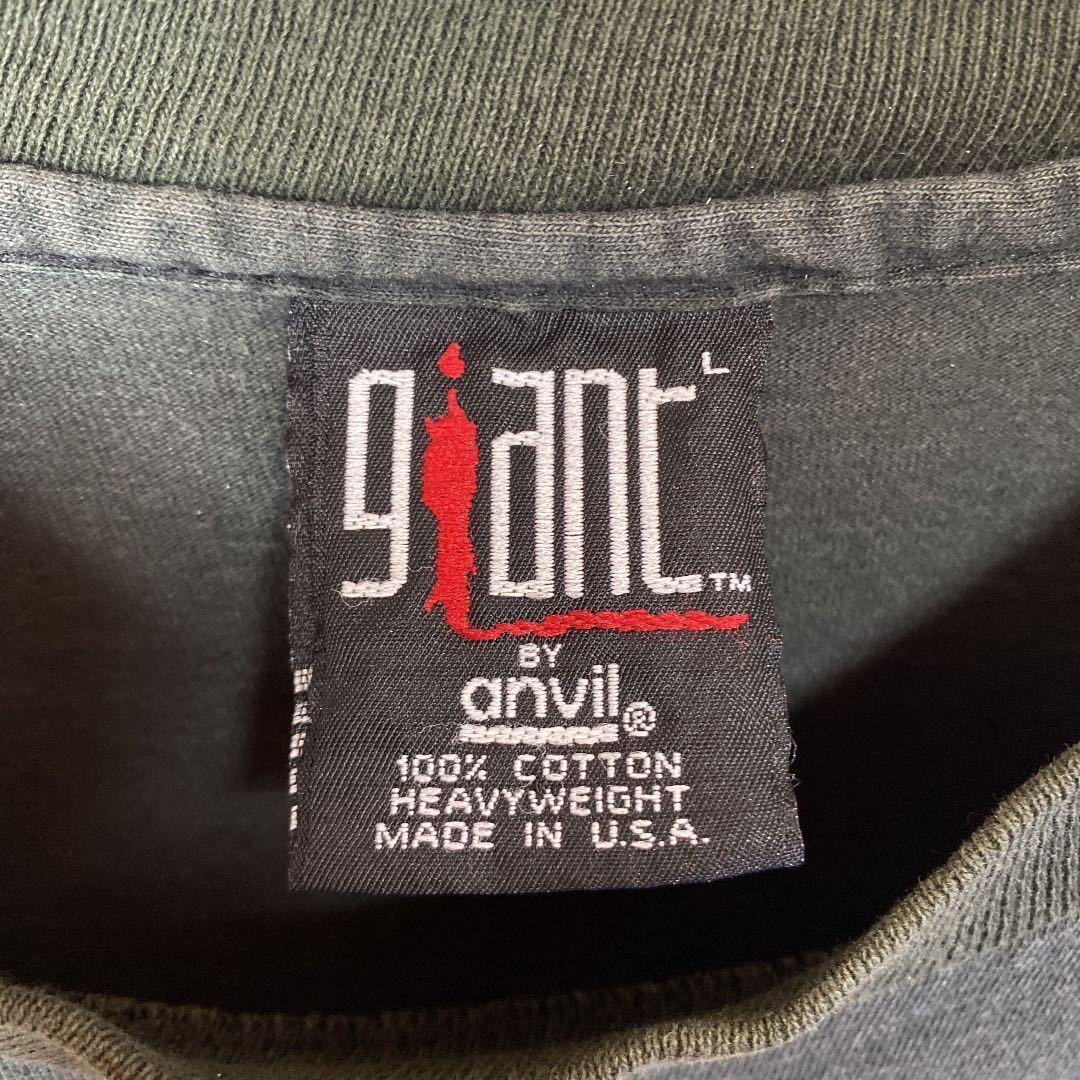 giant L
TM
BY
anvil®
100% COTTON
HEAVYWEIGHT
MADE IN U.S.A.